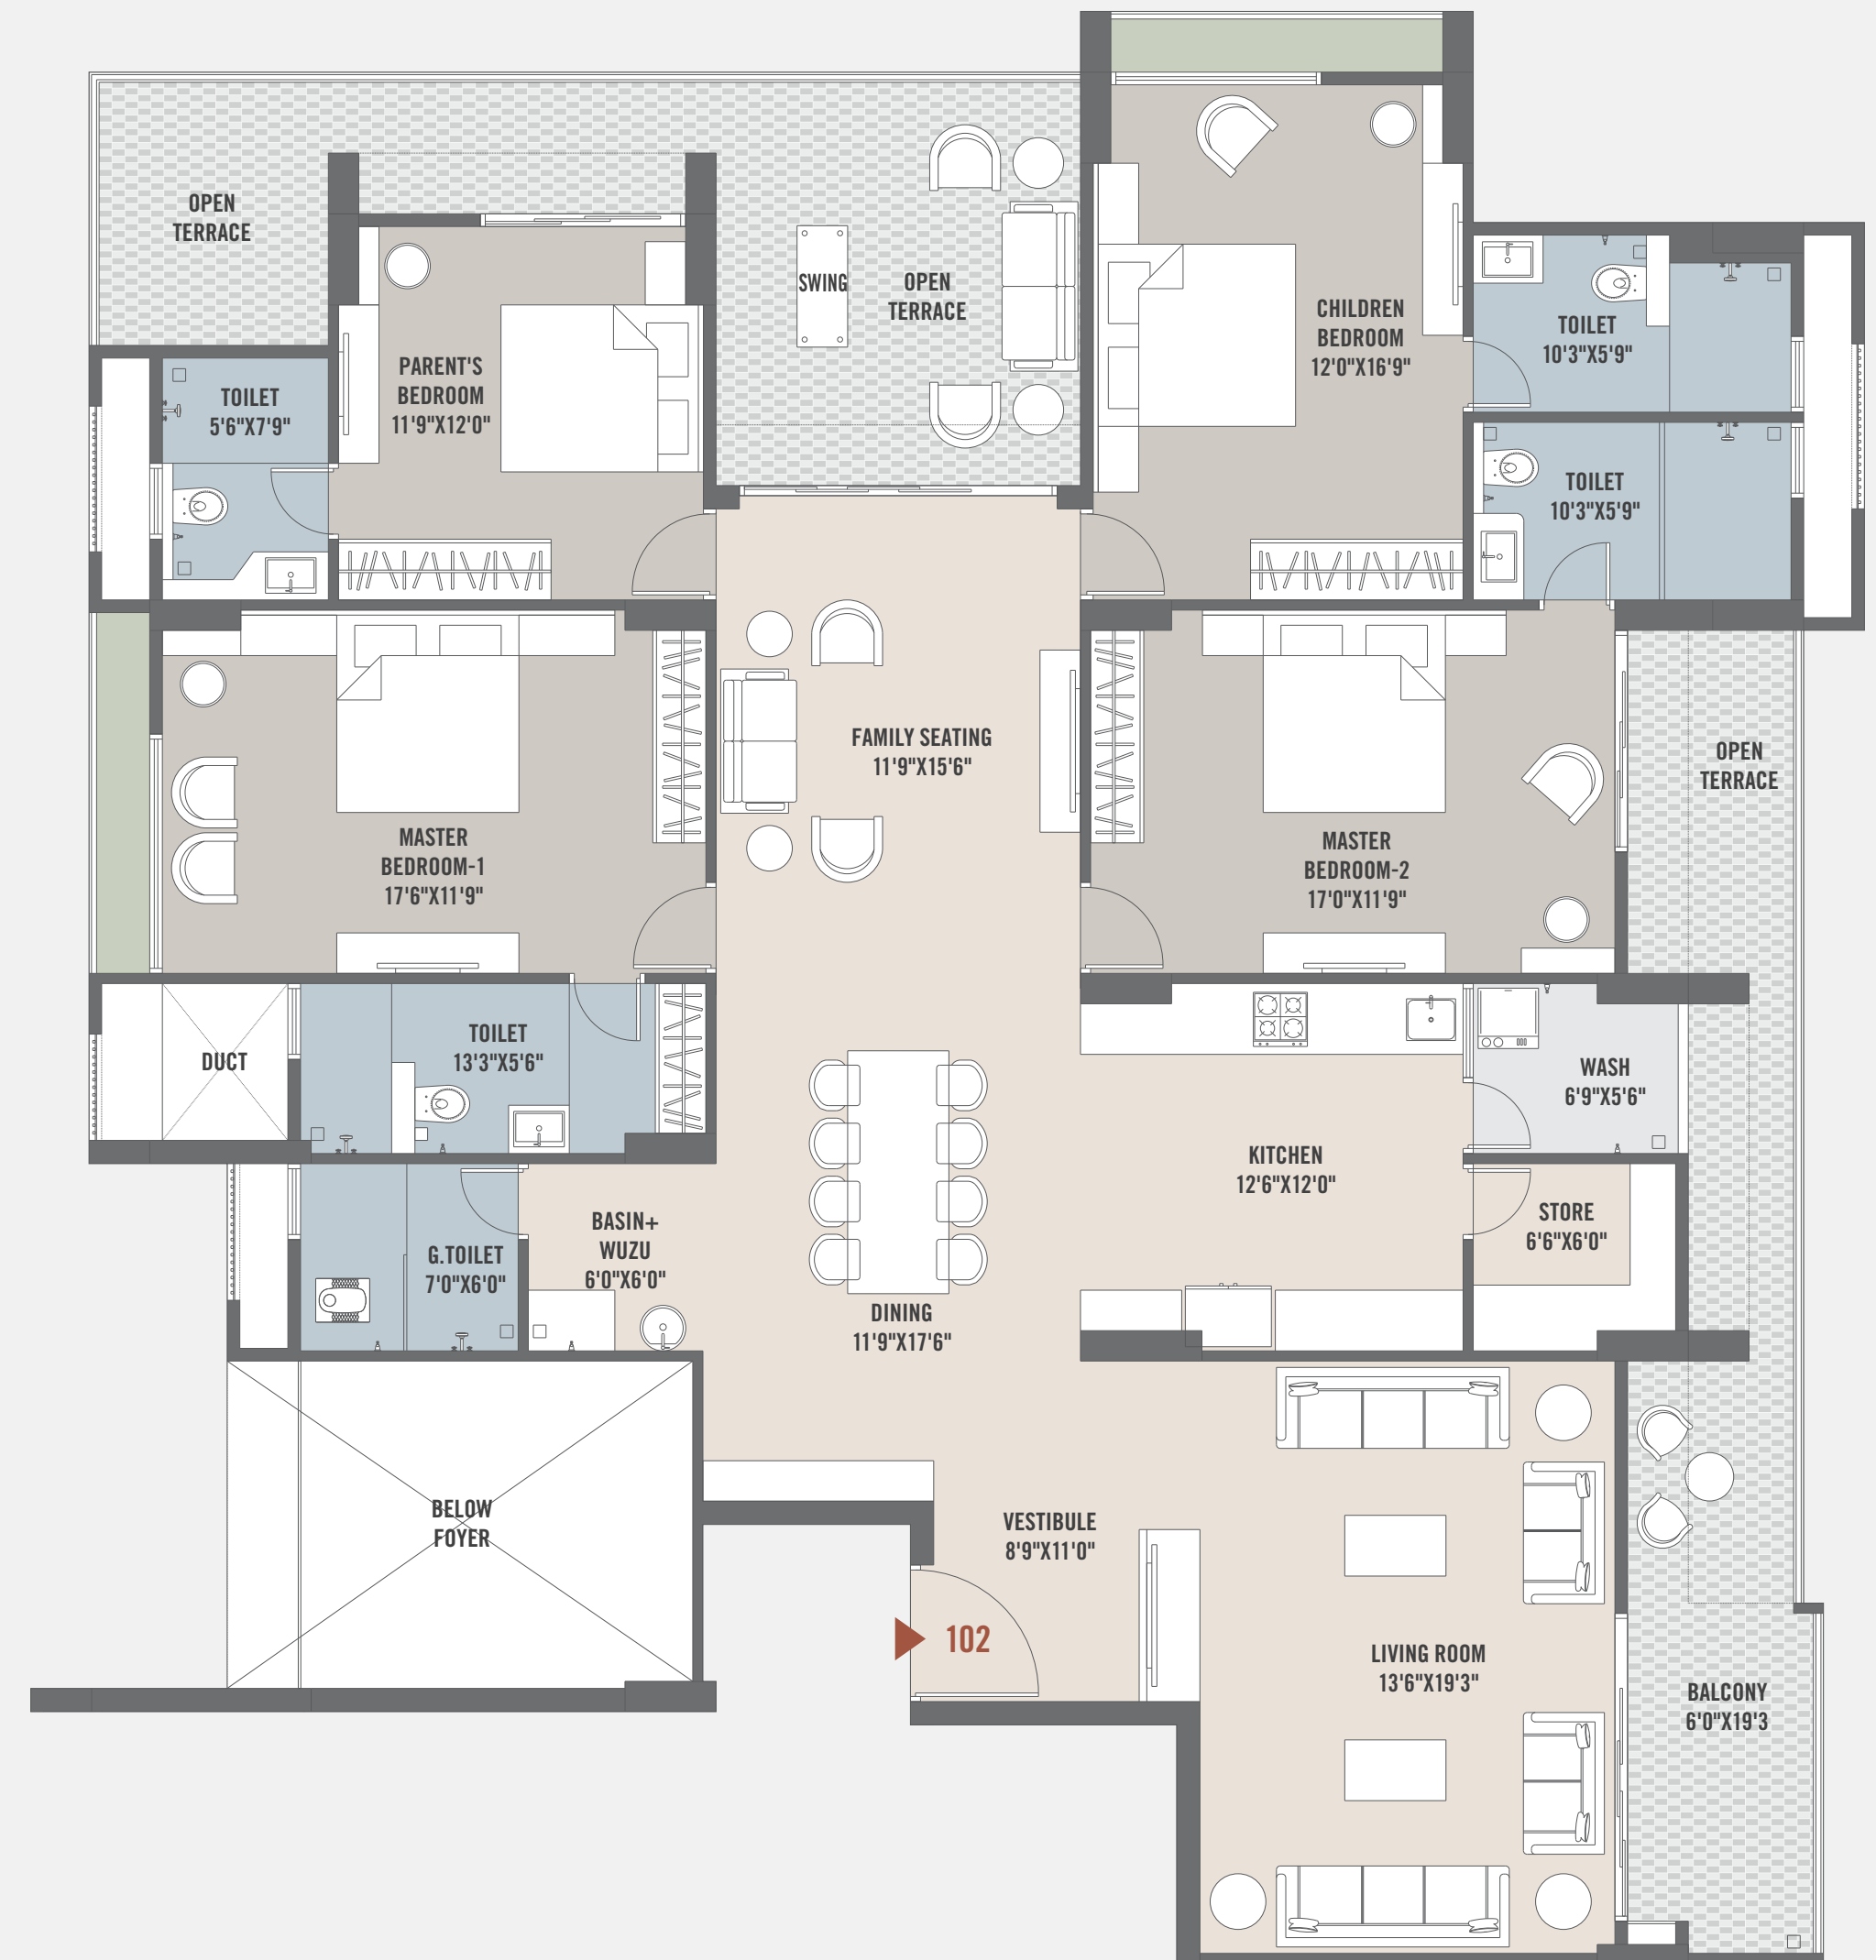 OPEN
TERRACE
SWING
OPEN
TERRACE
CHILDREN
BEDROOM
12'0"X16'9"
TOILET
10'3"X5'9"
PARENT'S
BEDROOM
11'9"X12'0"
TOILET
5'6"X7'9"
TOILET
10'3"X5'9"
FAMILY SEATING
11'9"X15'6"
OPEN
TERRACE
MASTER
BEDROOM-1
17'6"X11'9"
MASTER
BEDROOM-2
17'0"X11'9"
DUCT
TOILET
13'3"X5'6"
WASH
6'9"X5'6"
KITCHEN
12'6"X12'0"
STORE
6'6"X6'0"
G.TOILET
7'0"X6'0"
BASIN+
WUZU
6'0"X6'0"
DINING
11'9"X17'6"
BELOW
FOYER
VESTIBULE
8'9"X11'0"
102
LIVING ROOM
13'6"X19'3"
BALCONY
6'0"X19'3